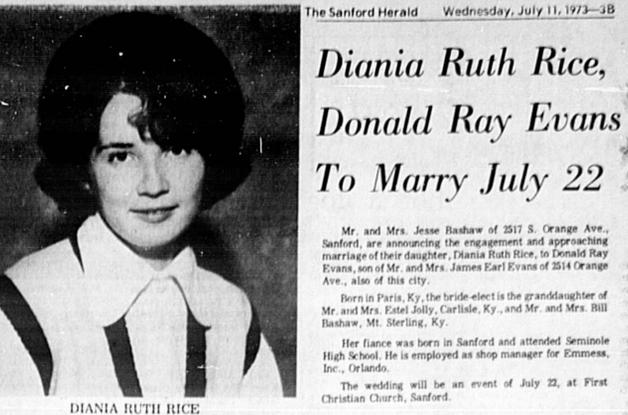 The Sanford Herald Wednesday, July 11, 1973—3B
Diania Ruth Rice,
Donald Ray Evans
To Marry July 22
Mr. and Mrs. Jesse Bashaw of 2517 S. Orange Ave.,
Sanford, are announcing the engagement and approaching
marriage of their daughter, Diania Ruth Rice, to Donald Ray
Evans, son of Mr. and Mrs. James Earl Evans of 2514 Orange
Ave., also of this city.
Born in Paris, Ky, the bride-elect is the granddaughter of
Mr. and Mrs. Estel Jolly, Carlisle, Ky., and Mr. and Mrs. Bill
Bashaw, Mt. Sterling, Ky.
Her fiance was born in Sanford and attended Seminole
High School. He is employed as shop manager for Emmess,
Inc., Orlando.
The wedding will be an event of July 22, at First
Christian Church, Sanford.
DIANIA RUTH RICE